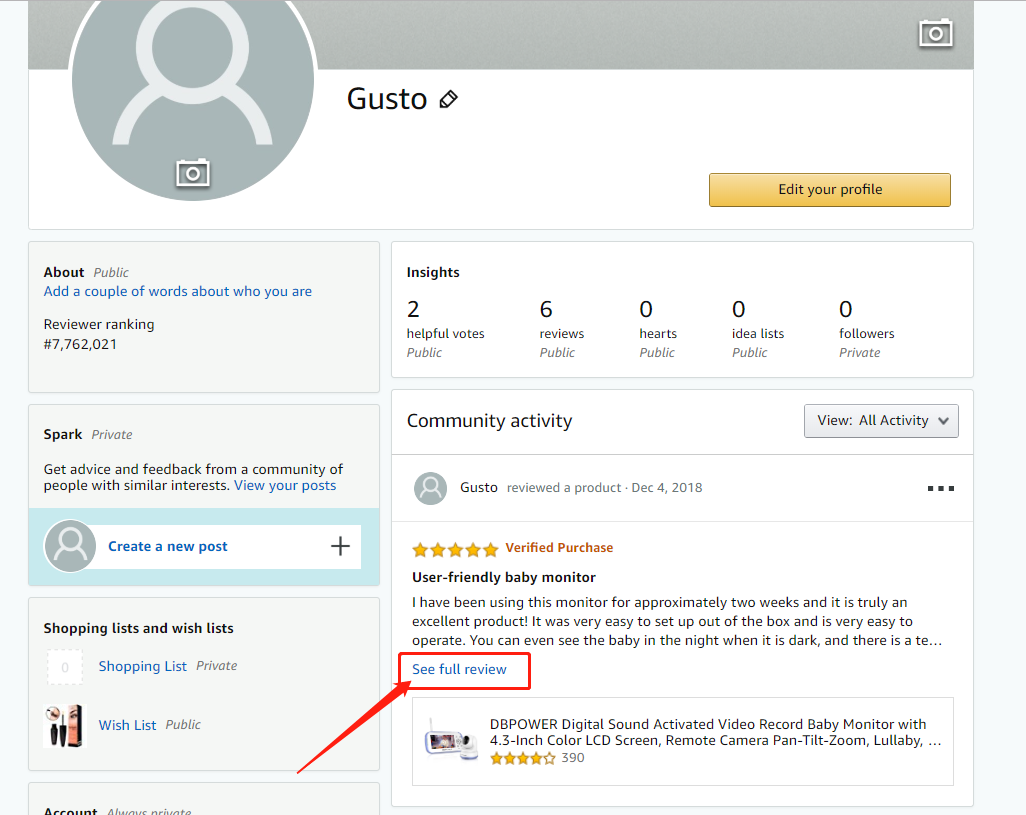 Gusto
Edit your profile
About Public
Add a couple of words about who you are
Reviewer ranking
#7,762,021
Insights
2 6 0 0 0
helpful votes reviews hearts idea lists followers
Public Public Public Public Private
Spark Private
Get advice and feedback from a community of
people with similar interests. View your posts
Create a new post
Shopping lists and wish lists
0
Shopping List Private
Wish List Public
Account Always private
Community activity
View: All Activity
Gusto reviewed a product · Dec 4, 2018
Verified Purchase
User-friendly baby monitor
I have been using this monitor for approximately two weeks and it is truly an
excellent product! It was very easy to set up out of the box and is very easy to
operate. You can even see the baby in the night when it is dark, and there is a te…
See full review
DBPOWER Digital Sound Activated Video Record Baby Monitor with
4.3-Inch Color LCD Screen, Remote Camera Pan-Tilt-Zoom, Lullaby, …
390